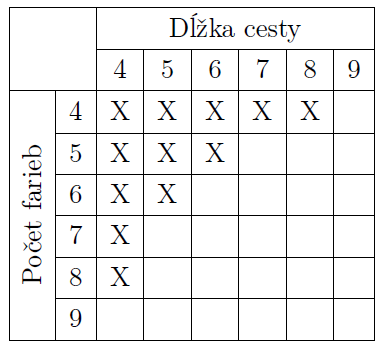 Dĺžka cesty
4 5 6 7 8 9
Počet farieb
4 X X X X X
5 X X X
6 X X
7 X
8 X
9